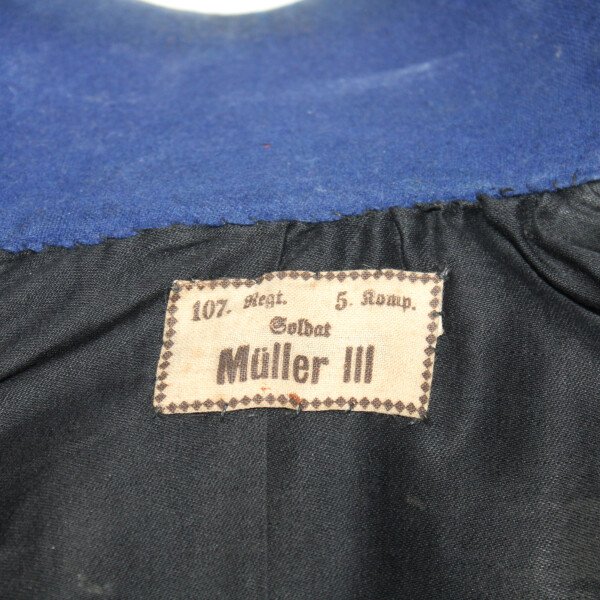 107. Regt. 5. Komp.
Soldat
Müller III